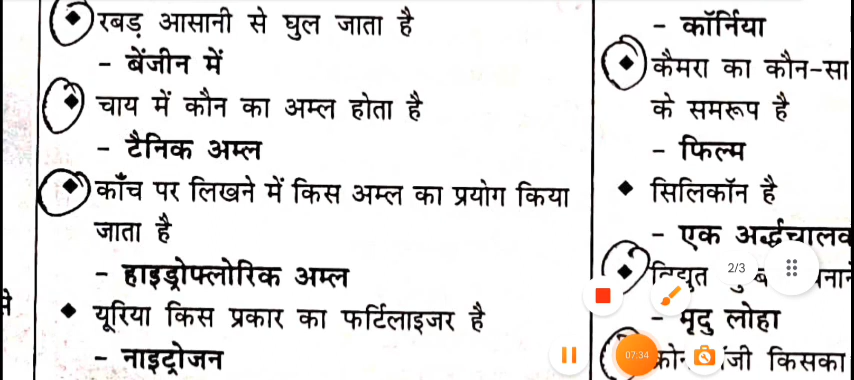 रबड़ आसानी से घुल जाता है
- बेंजीन में
चाय में कौन का अम्ल होता है
- टैनिक अम्ल
काँच पर लिखने में किस अम्ल का प्रयोग किया
जाता है
- हाइड्रोफ्लोरिक अम्ल
यूरिया किस प्रकार का फर्टिलाइजर है
- नाइट्रोजन
- कॉर्निया
कैमरा का कौन-सा
के समरूप है
- फिल्म
सिलिकॉन है
- एक अर्द्धचालक
विद्युत
2/3
- मृदु लोहा
07:34
किसका